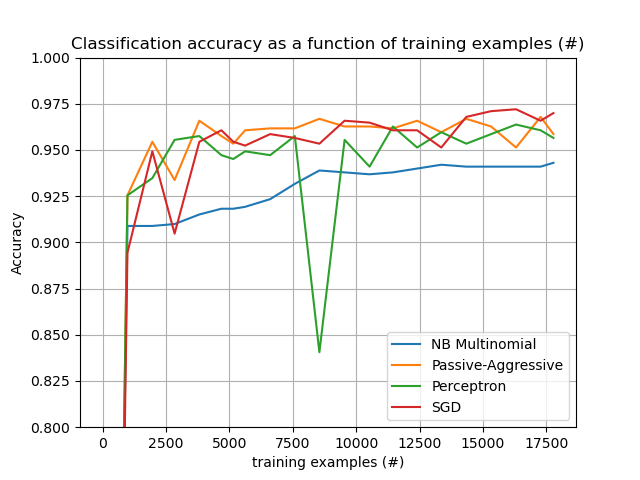 Classification accuracy as a function of training examples (#)
1.000
0.975
0.950
0.925
0.900
0.875
0.850
0.825
0.800
Accuracy
NB Multinomial
Passive-Aggressive
Perceptron
SGD
0 2500 5000 7500 10000 12500 15000 17500
training examples (#)